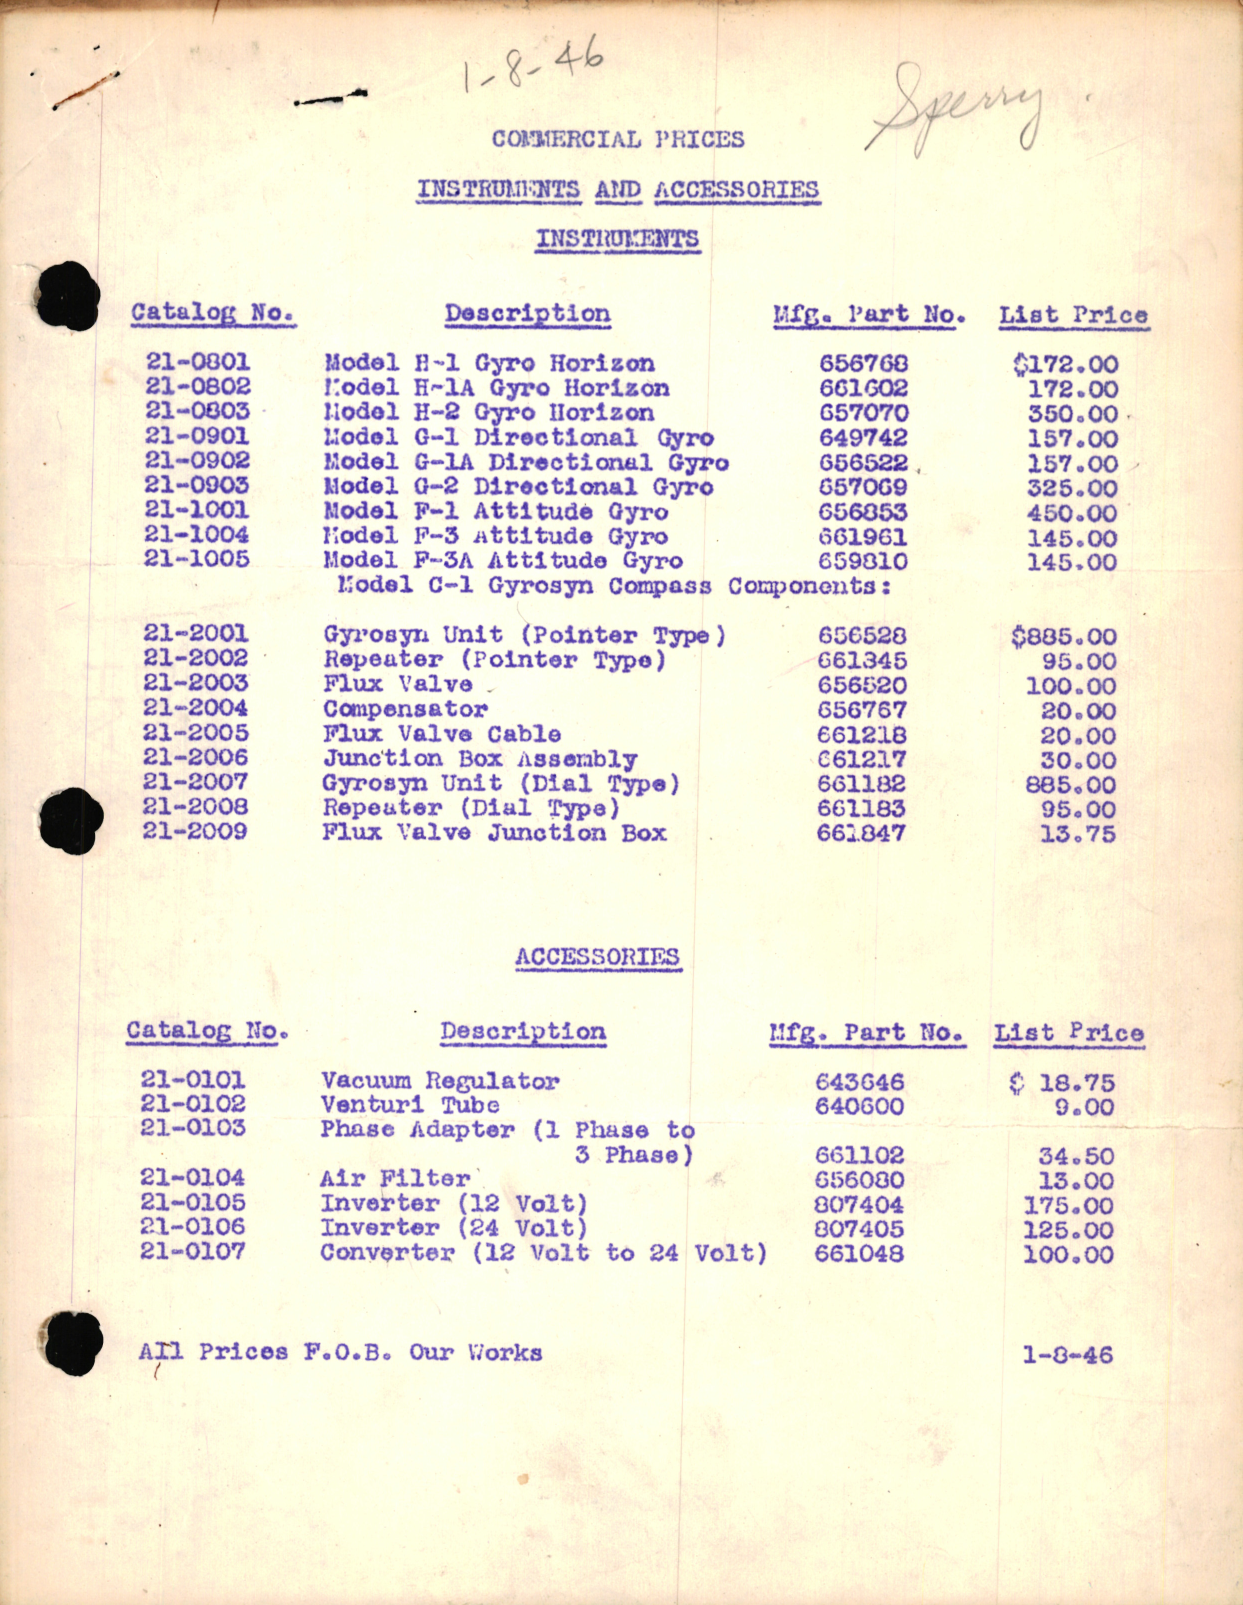 1-8-46
Sperry.
COMMERCIAL PRICES
INSTRUMENTS AND ACCESSORIES
INSTRUMENTS
Catalog No. Description Mfg. Part No. List Price
21-0801 Model H-1 Gyro Horizon 656768 $172.00
21-0802 Model H-1A Gyro Horizon 661602 172.00
21-0803 Model H-2 Gyro Horizon 657070 350.00
21-0901 Model G-1 Directional Gyro 649742 157.00
21-0902 Model G-1A Directional Gyro 656522 157.00
21-0903 Model G-2 Directional Gyro 657069 325.00
21-1001 Model F-1 Attitude Gyro 656853 450.00
21-1004 Model F-3 Attitude Gyro 661961 145.00
21-1005 Model F-3A Attitude Gyro 659810 145.00
Model C-1 Gyrosyn Compass Components:
21-2001 Gyrosyn Unit (Pointer Type) 656528 $885.00
21-2002 Repeater (Pointer Type) 661345 95.00
21-2003 Flux Valve 656520 100.00
21-2004 Compensator 656767 20.00
21-2005 Flux Valve Cable 661218 20.00
21-2006 Junction Box Assembly 661217 30.00
21-2007 Gyrosyn Unit (Dial Type) 661182 885.00
21-2008 Repeater (Dial Type) 661183 95.00
21-2009 Flux Valve Junction Box 661847 13.75
ACCESSORIES
Catalog No. Description Mfg. Part No. List Price
21-0101 Vacuum Regulator 643646 $ 18.75
21-0102 Venturi Tube 640600 9.00
21-0103 Phase Adapter (1 Phase to
3 Phase) 661102 34.50
21-0104 Air Filter 656080 13.00
21-0105 Inverter (12 Volt) 807404 175.00
21-0106 Inverter (24 Volt) 807405 125.00
21-0107 Converter (12 Volt to 24 Volt) 661048 100.00
All Prices F.O.B. Our Works 1-8-46